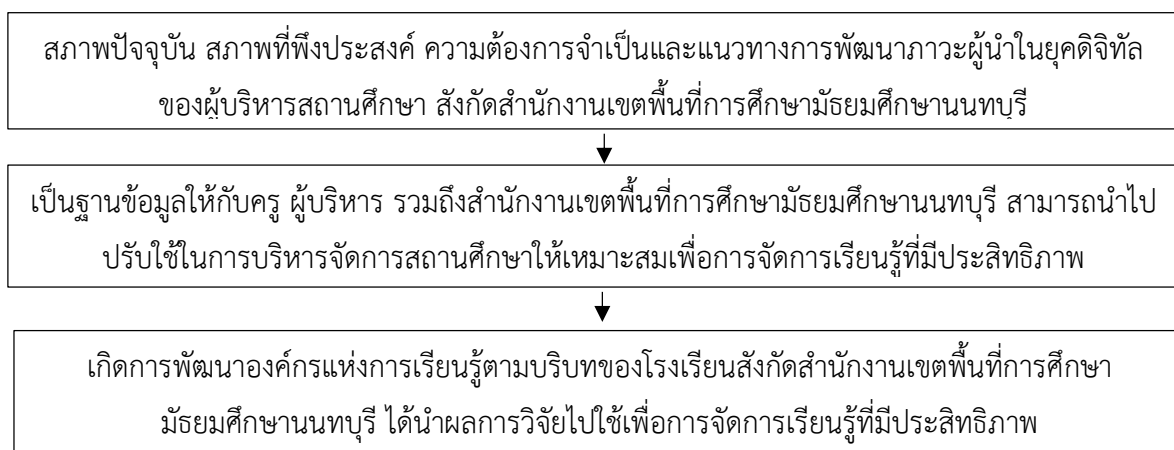 สภาพปัจจุบัน สภาพที่พึงประสงค์ ความต้องการจำเป็นและแนวทางการพัฒนาภาวะผู้นำในยุคดิจิทัล
ของผู้บริหารสถานศึกษา สังกัดสำนักงานเขตพื้นที่การศึกษามัธยมศึกษานนทบุรี
เป็นฐานข้อมูลให้กับครู ผู้บริหาร รวมถึงสำนักงานเขตพื้นที่การศึกษามัธยมศึกษานนทบุรี สามารถนำไป
ปรับใช้ในการบริหารจัดการสถานศึกษาให้เหมาะสมเพื่อการจัดการเรียนรู้ที่มีประสิทธิภาพ
เกิดการพัฒนาองค์กรแห่งการเรียนรู้ตามบริบทของโรงเรียนสังกัดสำนักงานเขตพื้นที่การศึกษา
มัธยมศึกษานนทบุรี ได้นำผลการวิจัยไปใช้เพื่อการจัดการเรียนรู้ที่มีประสิทธิภาพ